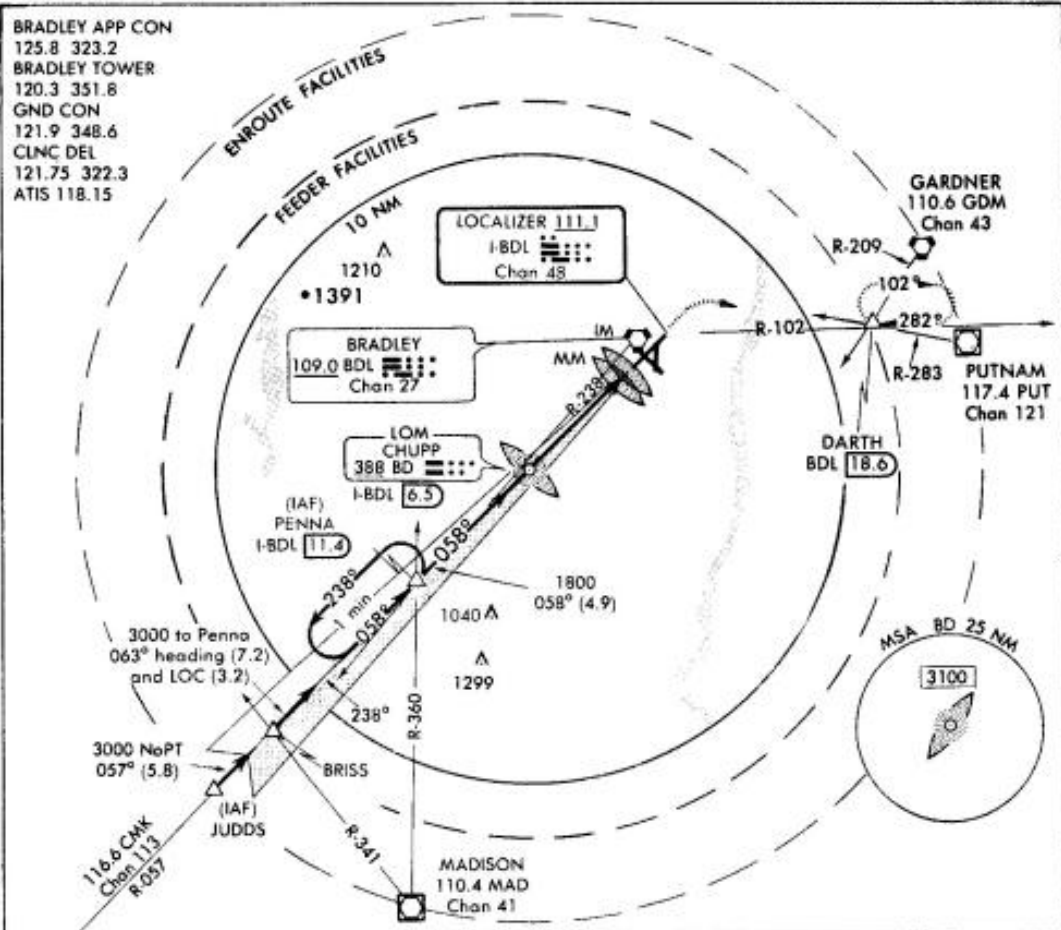 BRADLEY APP CON
125.8 323.2
BRADLEY TOWER
120.3 351.8
GND CON
121.9 348.6
CLNC DEL
121.75 322.3
ATIS 118.15
ENROUTE FACILITIES
FEEDER FACILITIES
10 NM
1210
1391
LOCALIZER 111.1
I-BDL
Chan 48
GARDNER
110.6 GDM
Chan 43
R-209
102°
R-102
282°
R-283
PUTNAM
117.4 PUT
Chan 121
IM
MM
BRADLEY
109.0 BDL
Chan 27
R-238
LOM
CHUPP
388 BD
I-BDL 6.5
DARTH
BDL 18.6
(IAF)
PENNA
I-BDL 11.4
058°
238°
1 min
058°
1800
058° (4.9)
1040
1299
3000 to Penna
063° heading (7.2)
and LOC (3.2)
238°
R-360
MSA BD 25 NM
3100
3000 NoPT
057° (5.8)
BRISS
(IAF)
JUDDS
R-341
116.6 CMK
Chan 113
R-057
MADISON
110.4 MAD
Chan 41